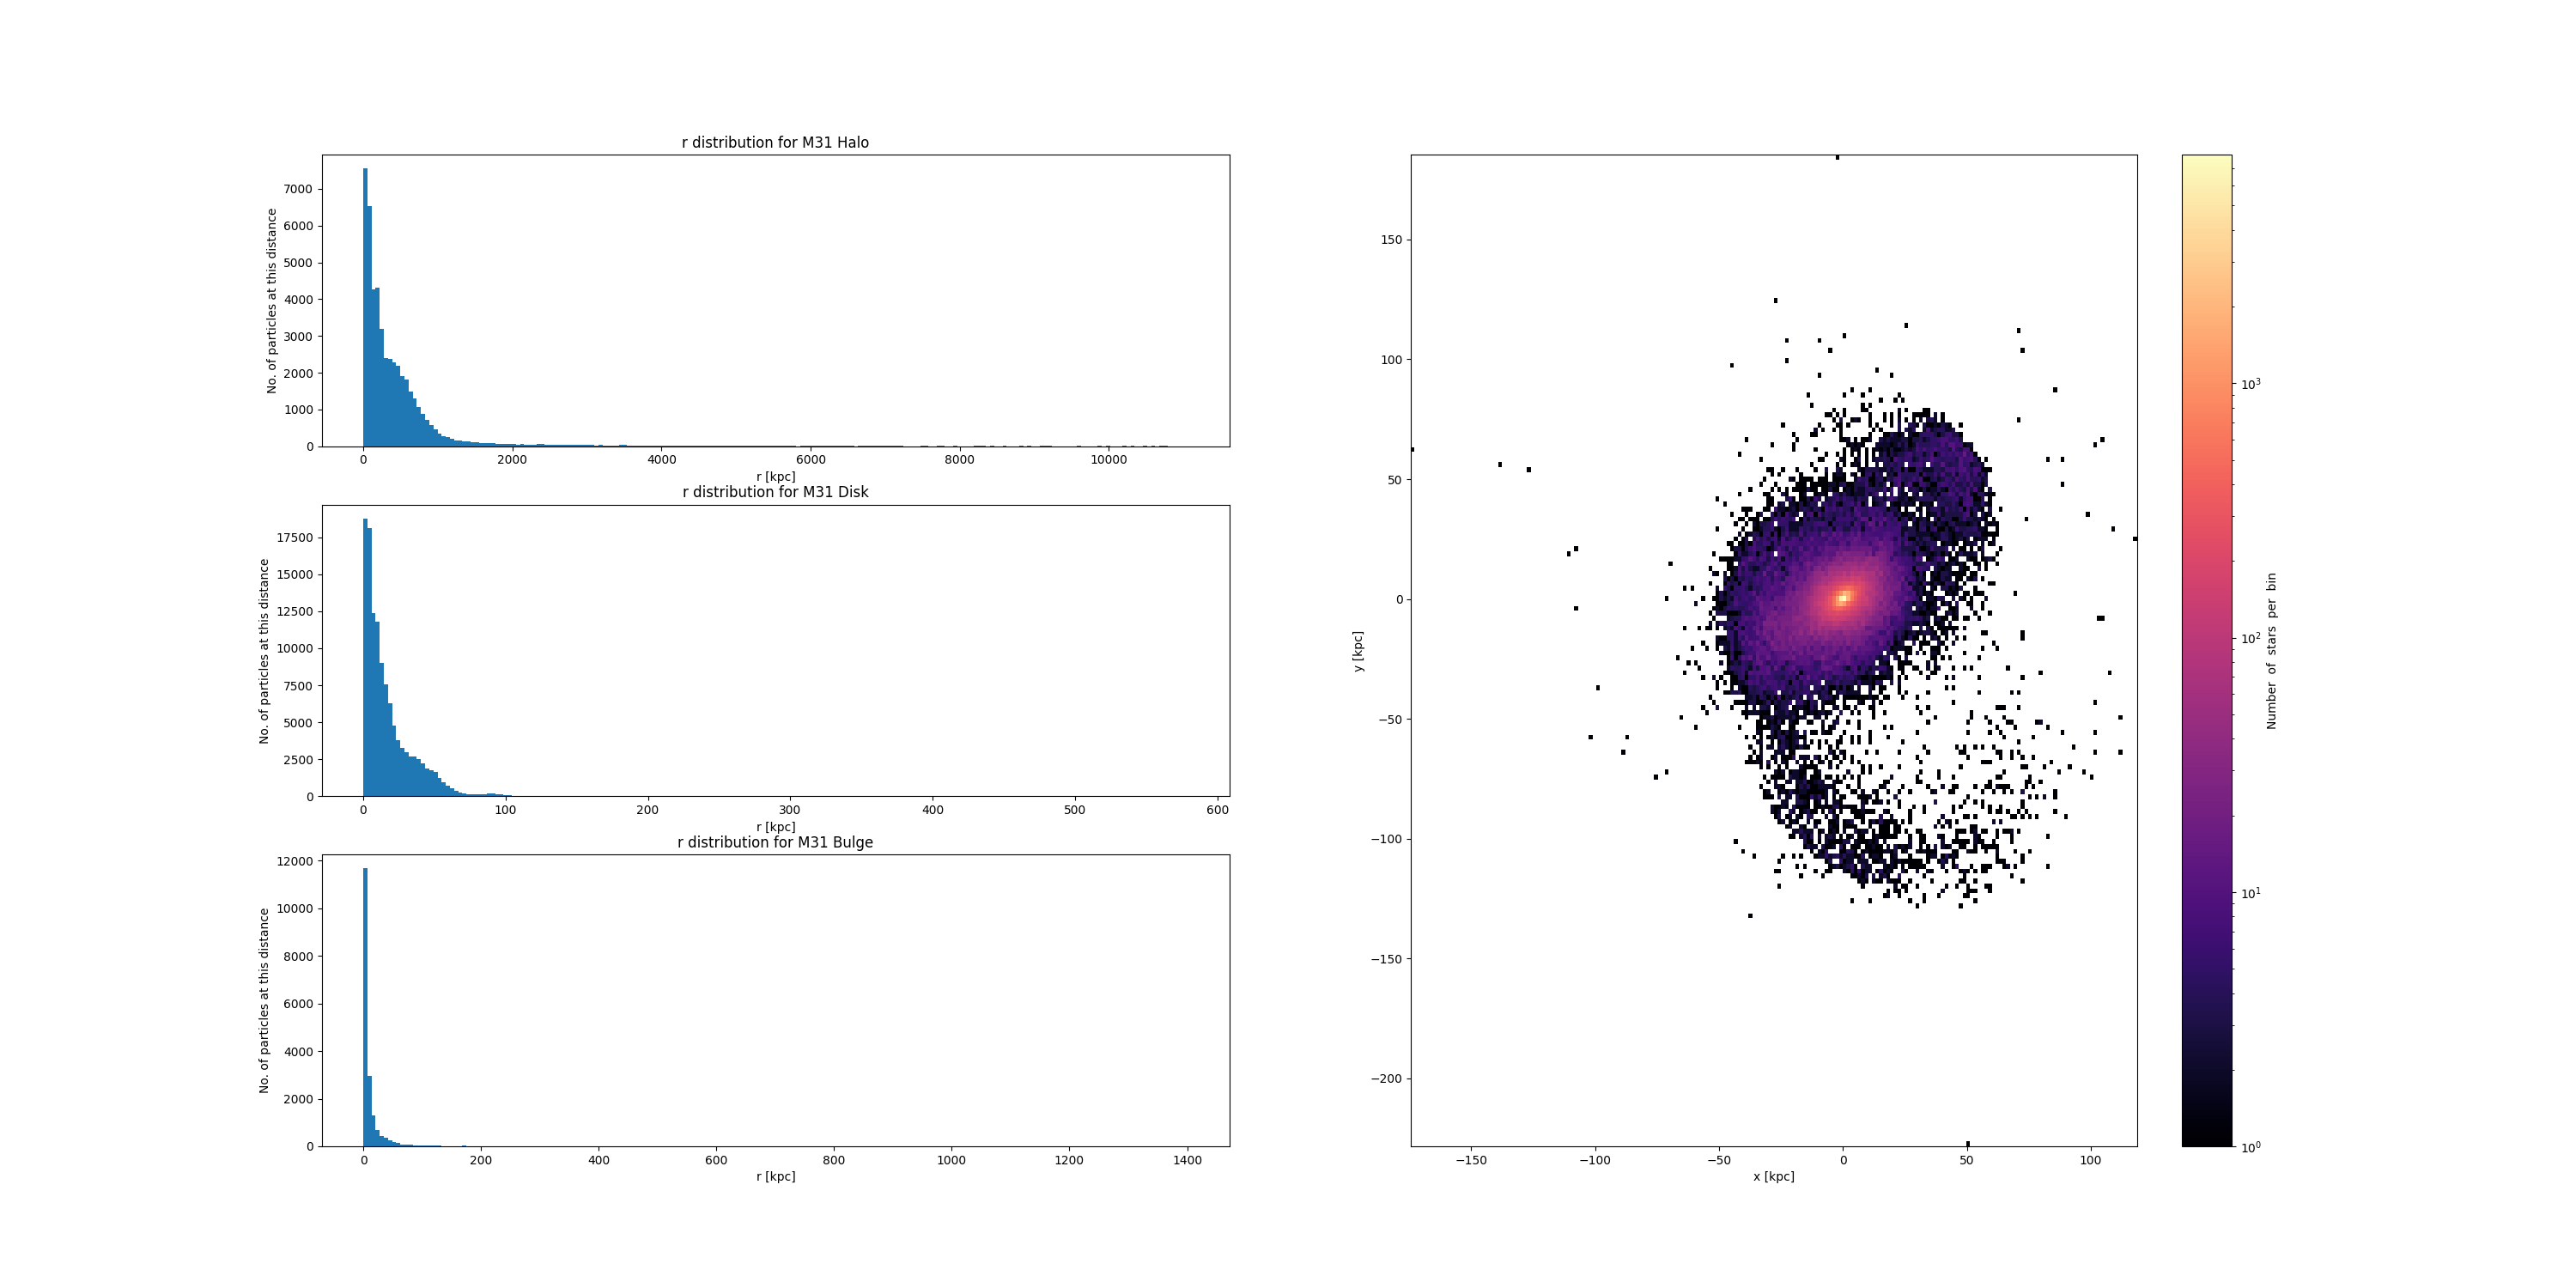 r distribution for M31 Halo
No. of particles at this distance
7000
6000
5000
4000
3000
2000
1000
0
0 2000 4000 6000 8000 10000
r [kpc]
r distribution for M31 Disk
No. of particles at this distance
17500
15000
12500
10000
7500
5000
2500
0
0 100 200 300 400 500 600
r [kpc]
r distribution for M31 Bulge
No. of particles at this distance
12000
10000
8000
6000
4000
2000
0
0 200 400 600 800 1000 1200 1400
r [kpc]
y [kpc]
150
100
50
0
−50
−100
−150
−200
−150 −100 −50 0 50 100
x [kpc]
10³
10²
10¹
10⁰
Number of stars per bin